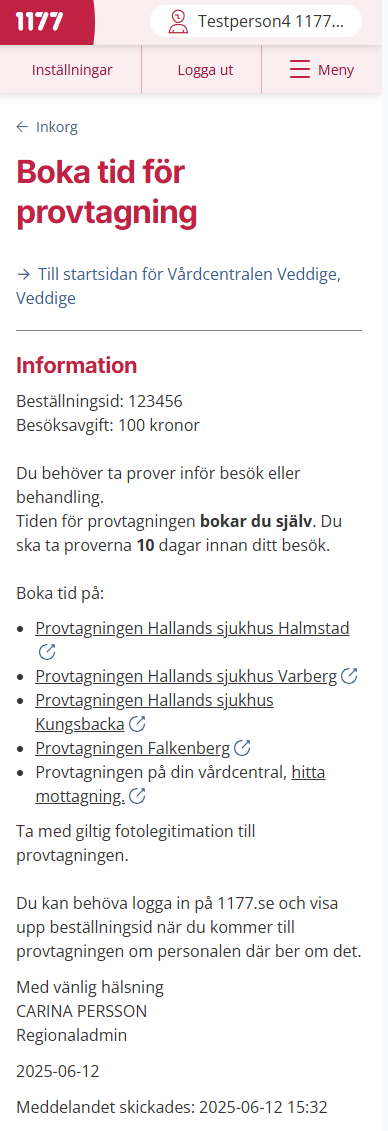 1177
Testperson4 1177...
Inställningar
Logga ut
Meny
Inkorg
Boka tid för
provtagning
Till startsidan för Vårdcentralen Veddige,
Veddige
Information
Beställningsid: 123456
Besöksavgift: 100 kronor
Du behöver ta prover inför besök eller
behandling.
Tiden för provtagningen bokar du själv. Du
ska ta proverna 10 dagar innan ditt besök.
Boka tid på:
Provtagningen Hallands sjukhus Halmstad
Provtagningen Hallands sjukhus Varberg
Provtagningen Hallands sjukhus
Kungsbacka
Provtagningen Falkenberg
Provtagningen på din vårdcentral, hitta
mottagning.
Ta med giltig fotolegitimation till
provtagningen.
Du kan behöva logga in på 1177.se och visa
upp beställningsid när du kommer till
provtagningen om personalen där ber om det.
Med vänlig hälsning
CARINA PERSSON
Regionaladmin
2025-06-12
Meddelandet skickades: 2025-06-12 15:32